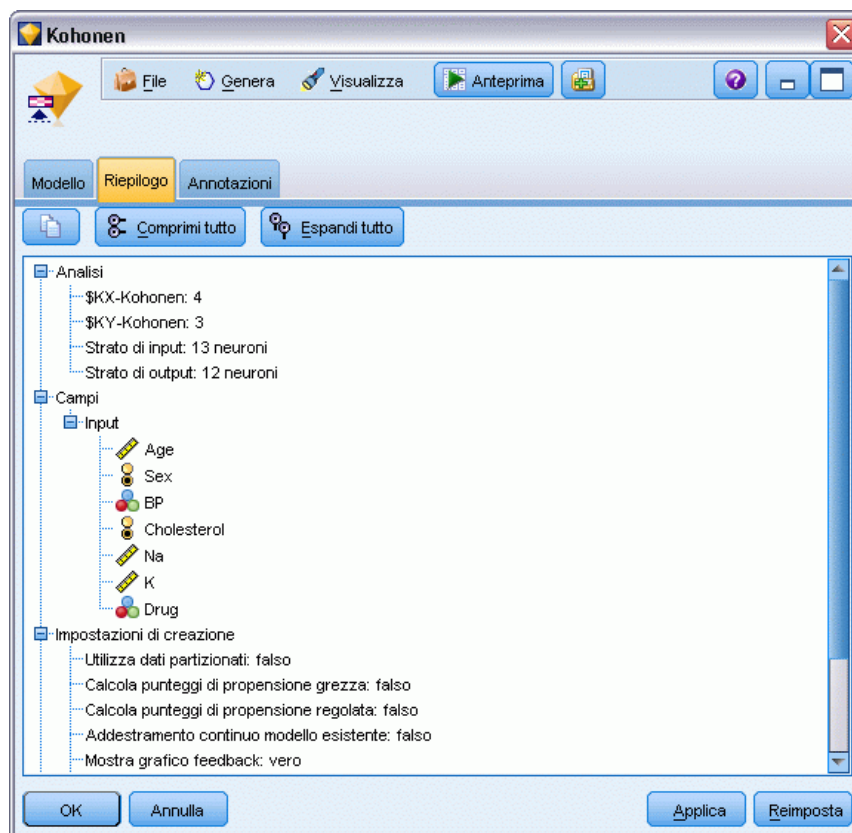 Kohonen
File Genera Visualizza Anteprima
Modello Riepilogo Annotazioni
Comprimi tutto Espandi tutto
Analisi
$KX-Kohonen: 4
$KY-Kohonen: 3
Strato di input: 13 neuroni
Strato di output: 12 neuroni
Campi
Input
Age
Sex
BP
Cholesterol
Na
K
Drug
Impostazioni di creazione
Utilizza dati partizionati: falso
Calcola punteggi di propensione grezza: falso
Calcola punteggi di propensione regolata: falso
Addestramento continuo modello esistente: falso
Mostra grafico feedback: vero
OK Annulla Applica Reimposta